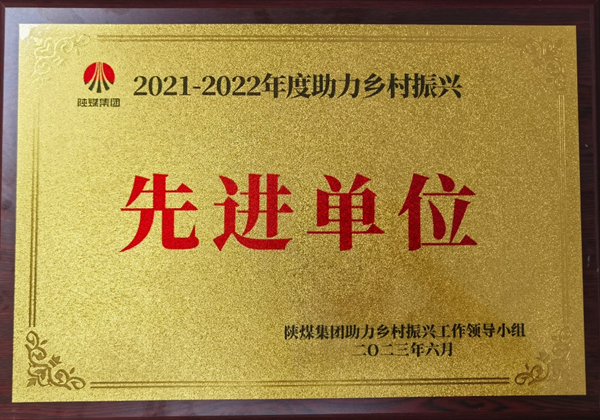 2021-2022年度助力乡村振兴
陕煤集团
先进单位
陕煤集团助力乡村振兴工作领导小组
二〇二三年六月